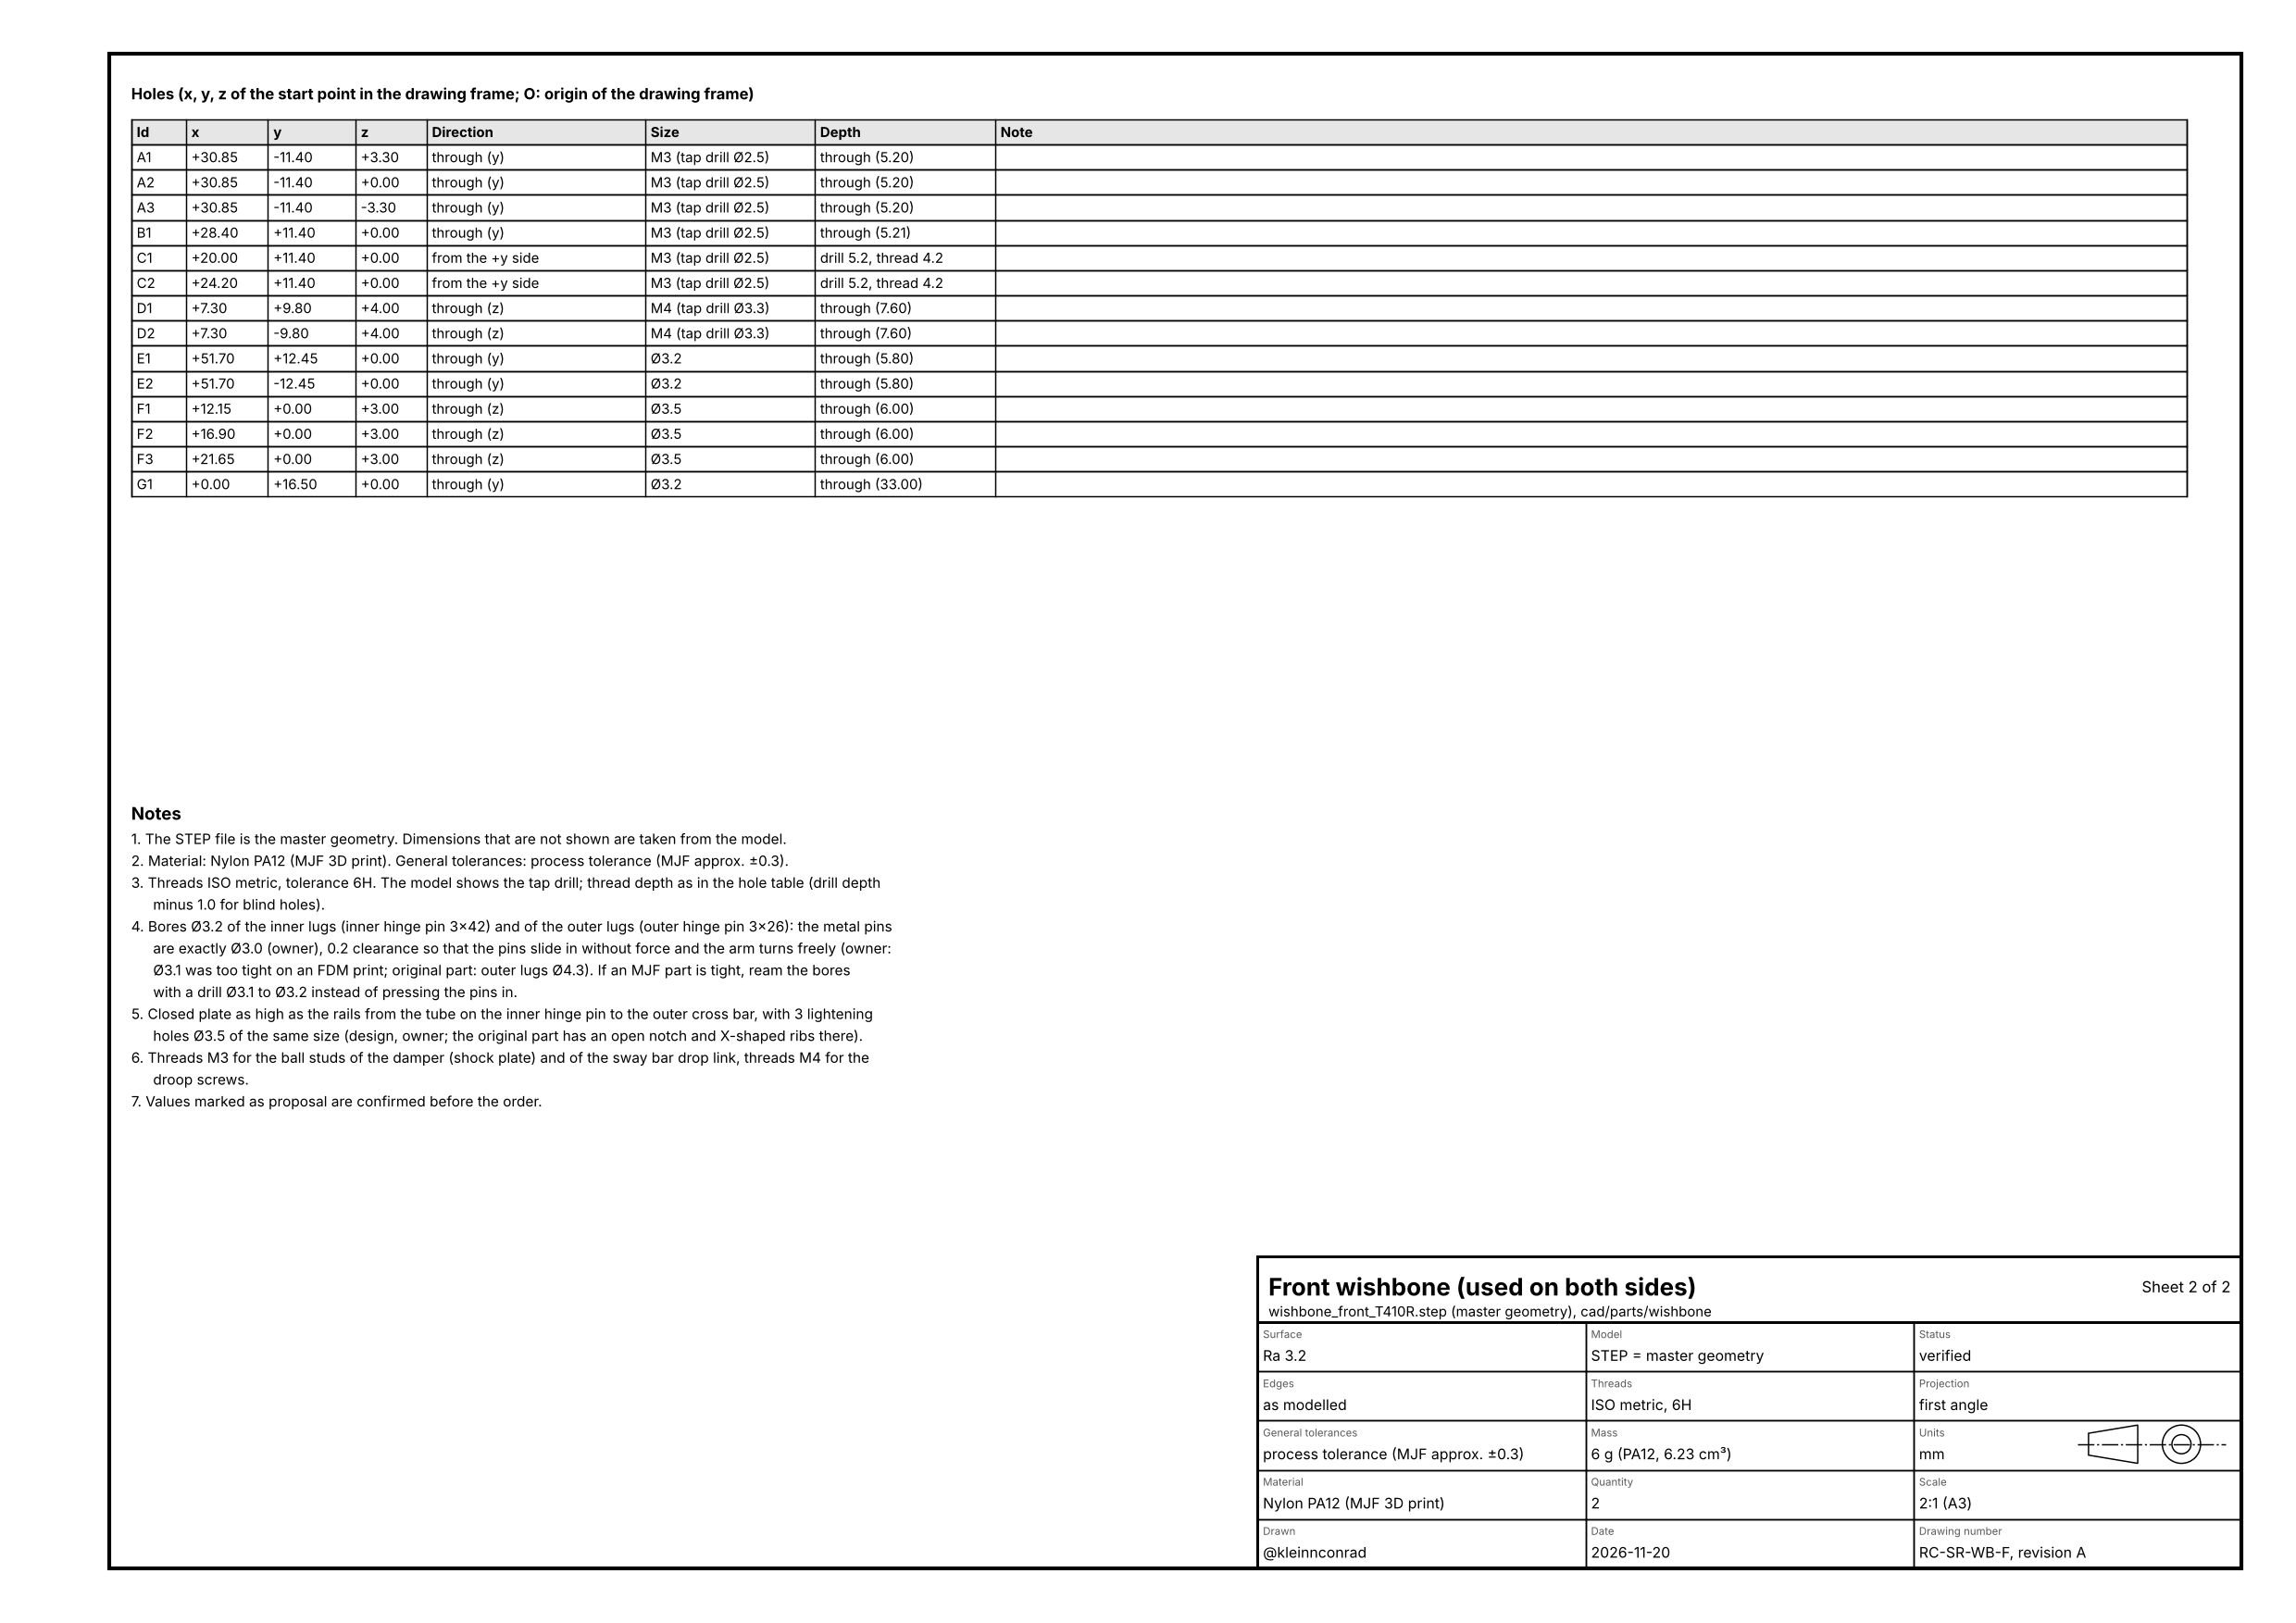 Holes (x, y, z of the start point in the drawing frame; O: origin of the drawing frame)
Id x y z Direction Size Depth Note
A1 +30.85 -11.40 +3.30 through (y) M3 (tap drill Ø2.5) through (5.20)
A2 +30.85 -11.40 +0.00 through (y) M3 (tap drill Ø2.5) through (5.20)
A3 +30.85 -11.40 -3.30 through (y) M3 (tap drill Ø2.5) through (5.20)
B1 +28.40 +11.40 +0.00 through (y) M3 (tap drill Ø2.5) through (5.21)
C1 +20.00 +11.40 +0.00 from the +y side M3 (tap drill Ø2.5) drill 5.2, thread 4.2
C2 +24.20 +11.40 +0.00 from the +y side M3 (tap drill Ø2.5) drill 5.2, thread 4.2
D1 +7.30 +9.80 +4.00 through (z) M4 (tap drill Ø3.3) through (7.60)
D2 +7.30 -9.80 +4.00 through (z) M4 (tap drill Ø3.3) through (7.60)
E1 +51.70 +12.45 +0.00 through (y) Ø3.2 through (5.80)
E2 +51.70 -12.45 +0.00 through (y) Ø3.2 through (5.80)
F1 +12.15 +0.00 +3.00 through (z) Ø3.5 through (6.00)
F2 +16.90 +0.00 +3.00 through (z) Ø3.5 through (6.00)
F3 +21.65 +0.00 +3.00 through (z) Ø3.5 through (6.00)
G1 +0.00 +16.50 +0.00 through (y) Ø3.2 through (33.00)
Notes
1. The STEP file is the master geometry. Dimensions that are not shown are taken from the model.
2. Material: Nylon PA12 (MJF 3D print). General tolerances: process tolerance (MJF approx. ±0.3).
3. Threads ISO metric, tolerance 6H. The model shows the tap drill; thread depth as in the hole table (drill depth
minus 1.0 for blind holes).
4. Bores Ø3.2 of the inner lugs (inner hinge pin 3×42) and of the outer lugs (outer hinge pin 3×26): the metal pins
are exactly Ø3.0 (owner), 0.2 clearance so that the pins slide in without force and the arm turns freely (owner:
Ø3.1 was too tight on an FDM print; original part: outer lugs Ø4.3). If an MJF part is tight, ream the bores
with a drill Ø3.1 to Ø3.2 instead of pressing the pins in.
5. Closed plate as high as the rails from the tube on the inner hinge pin to the outer cross bar, with 3 lightening
holes Ø3.5 of the same size (design, owner; the original part has an open notch and X-shaped ribs there).
6. Threads M3 for the ball studs of the damper (shock plate) and of the sway bar drop link, threads M4 for the
droop screws.
7. Values marked as proposal are confirmed before the order.
Front wishbone (used on both sides) Sheet 2 of 2
wishbone_front_T410R.step (master geometry), cad/parts/wishbone
Surface Model Status
Ra 3.2 STEP = master geometry verified
Edges Threads Projection
as modelled ISO metric, 6H first angle
General tolerances Mass Units
process tolerance (MJF approx. ±0.3) 6 g (PA12, 6.23 cm³) mm
Material Quantity Scale
Nylon PA12 (MJF 3D print) 2 2:1 (A3)
Drawn Date Drawing number
@kleinnconrad 2026-11-20 RC-SR-WB-F, revision A